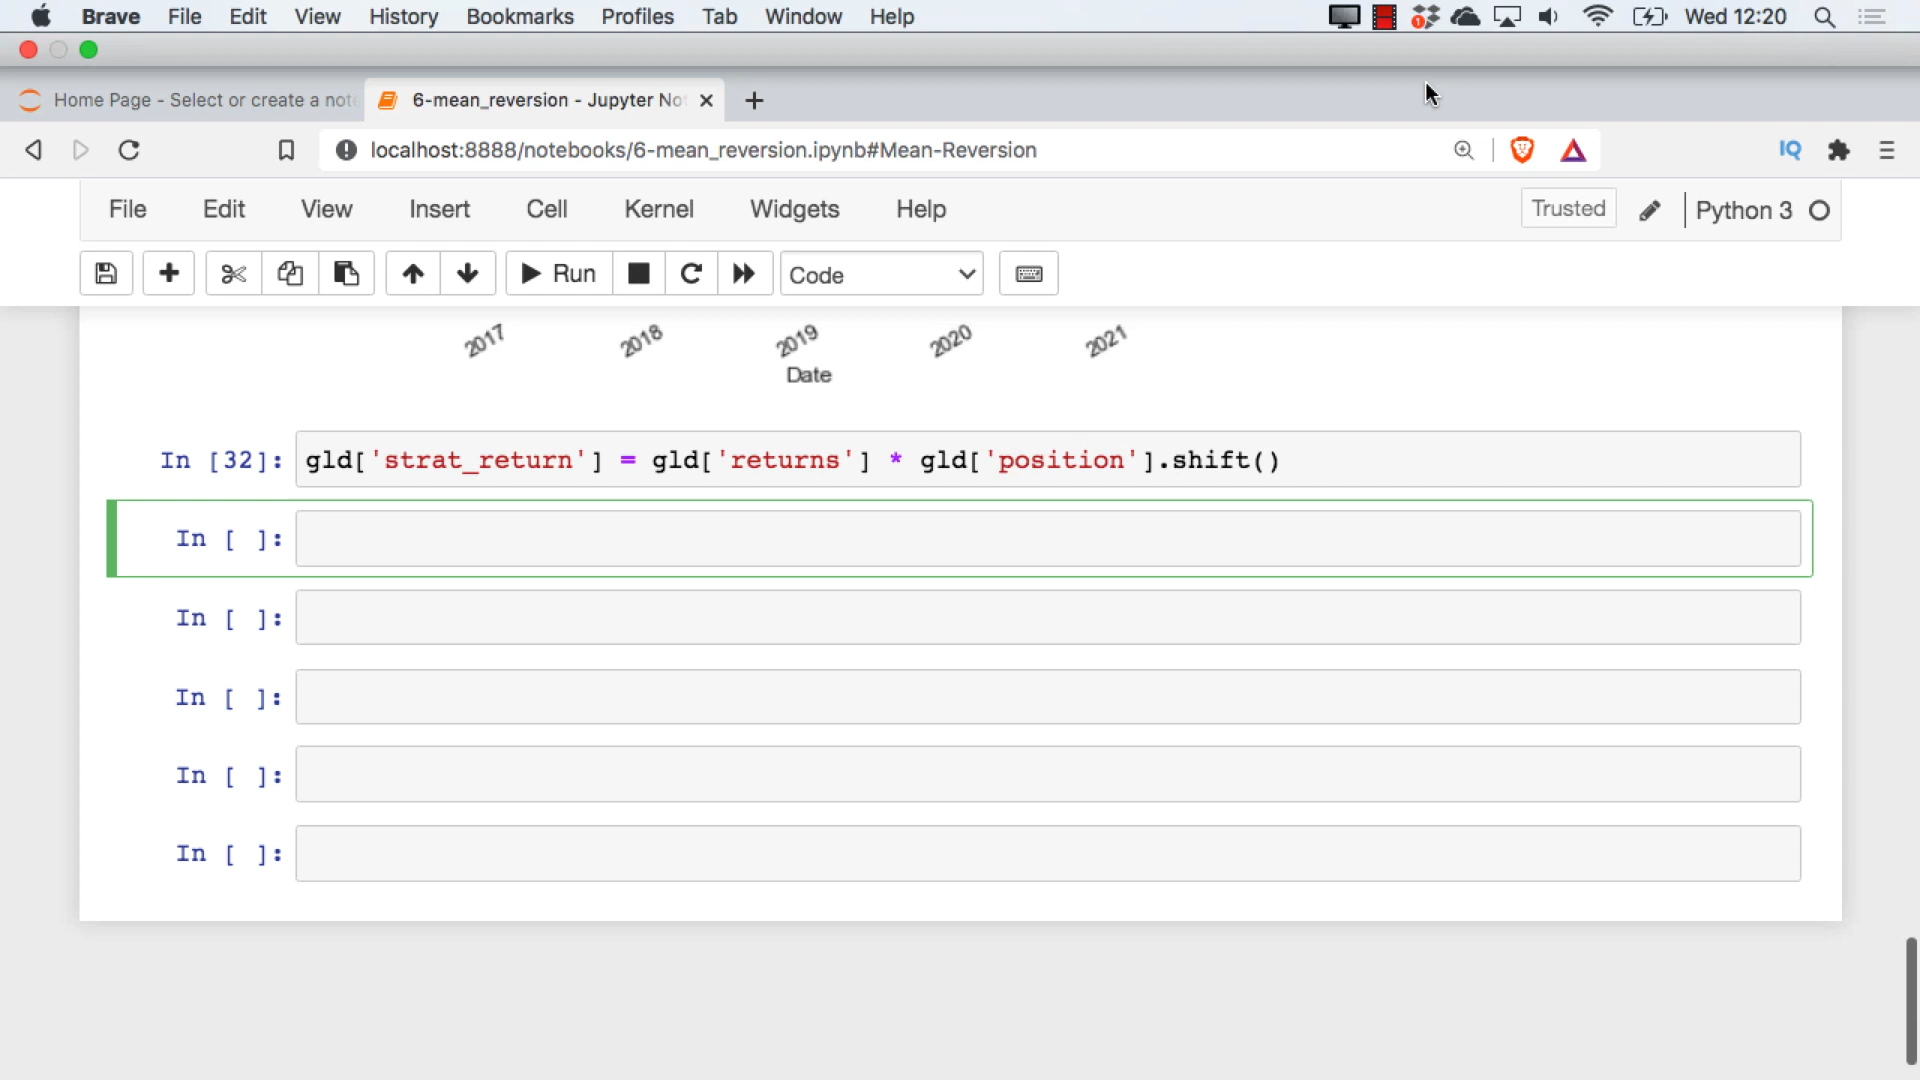 Brave File Edit View History Bookmarks Profiles Tab Window Help Wed 12:20
Home Page - Select or create a note 6-mean_reversion - Jupyter No
localhost:8888/notebooks/6-mean_reversion.ipynb#Mean-Reversion IQ
File Edit View Insert Cell Kernel Widgets Help Trusted Python 3
Run Code
2017 2018 2019 2020 2021
Date
In [32]: gld['strat_return'] = gld['returns'] * gld['position'].shift()
In [ ]:
In [ ]:
In [ ]:
In [ ]:
In [ ]: